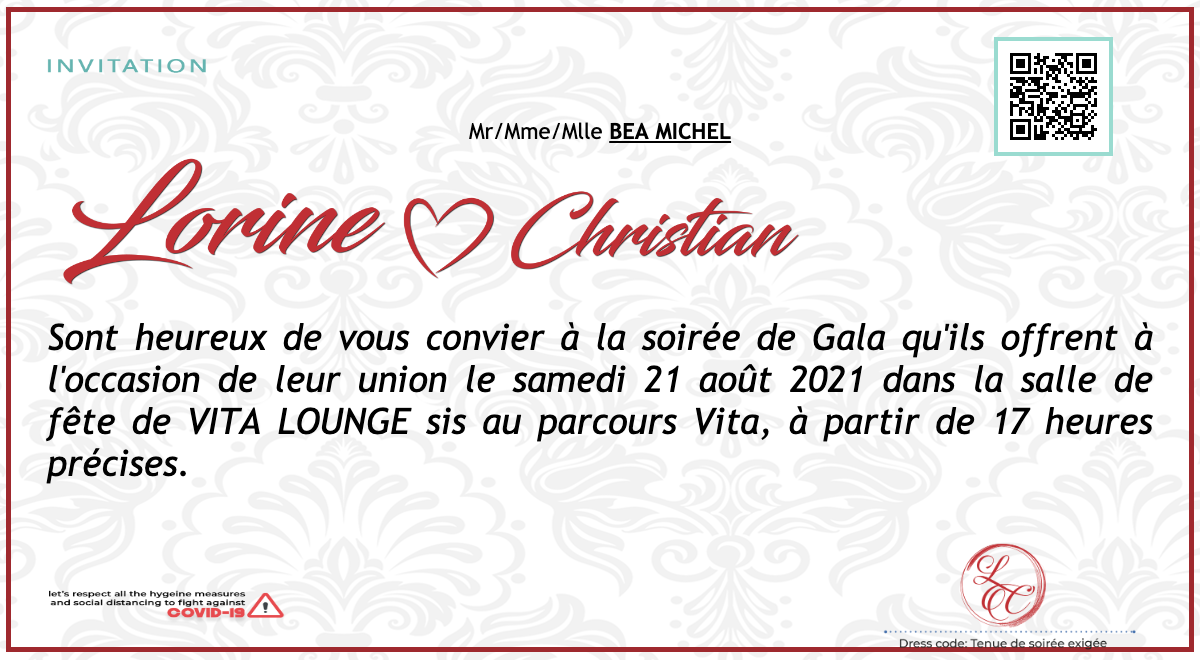 INVITATION
Mr/Mme/Mlle BEA MICHEL
Lorine Christian
Sont heureux de vous convier à la soirée de Gala qu'ils offrent à
l'occasion de leur union le samedi 21 août 2021 dans la salle de
fête de VITA LOUNGE sis au parcours Vita, à partir de 17 heures
précises.
let's respect all the hygeine measures
and social distancing to fight against
COVID-19
LC
Dress code: Tenue de soirée exigée